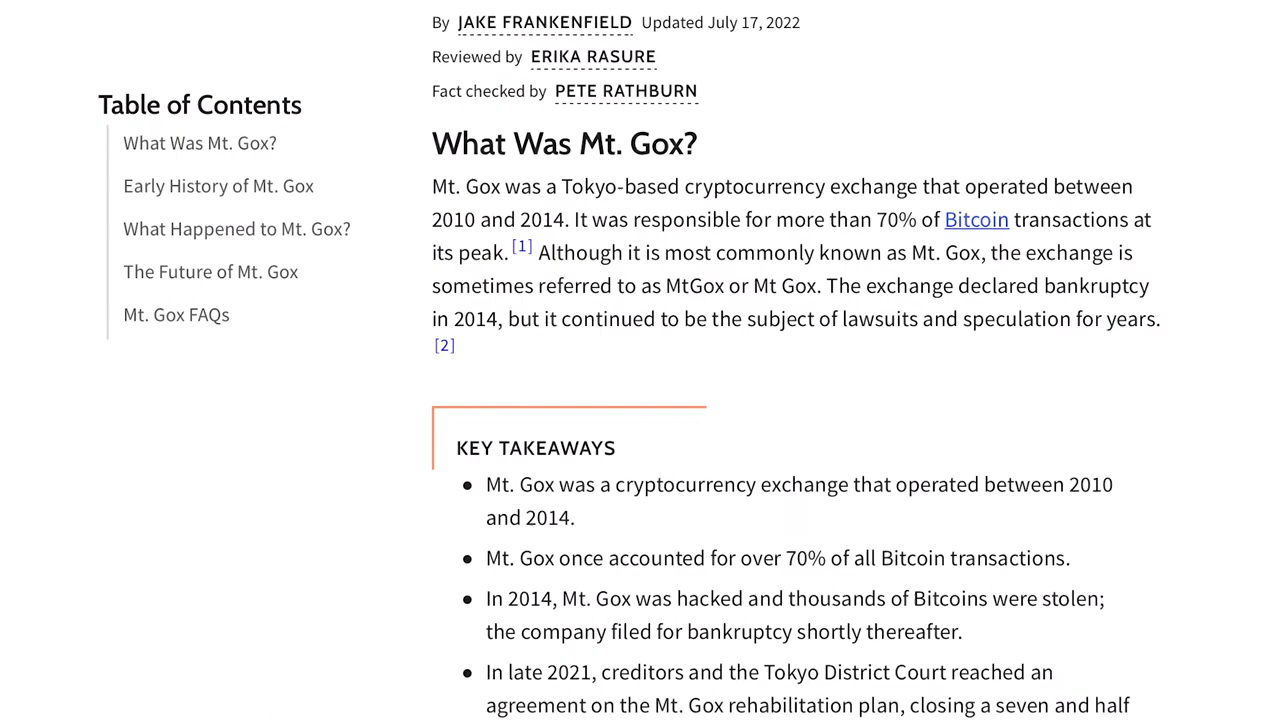 By JAKE FRANKENFIELD Updated July 17, 2022
Reviewed by ERIKA RASURE
Fact checked by PETE RATHBURN
Table of Contents
What Was Mt. Gox?
Early History of Mt. Gox
What Happened to Mt. Gox?
The Future of Mt. Gox
Mt. Gox FAQs
What Was Mt. Gox?
Mt. Gox was a Tokyo-based cryptocurrency exchange that operated between
2010 and 2014. It was responsible for more than 70% of Bitcoin transactions at
its peak.[1] Although it is most commonly known as Mt. Gox, the exchange is
sometimes referred to as MtGox or Mt Gox. The exchange declared bankruptcy
in 2014, but it continued to be the subject of lawsuits and speculation for years.
[2]
KEY TAKEAWAYS
• Mt. Gox was a cryptocurrency exchange that operated between 2010
and 2014.
• Mt. Gox once accounted for over 70% of all Bitcoin transactions.
• In 2014, Mt. Gox was hacked and thousands of Bitcoins were stolen;
the company filed for bankruptcy shortly thereafter.
• In late 2021, creditors and the Tokyo District Court reached an
agreement on the Mt. Gox rehabilitation plan, closing a seven and half